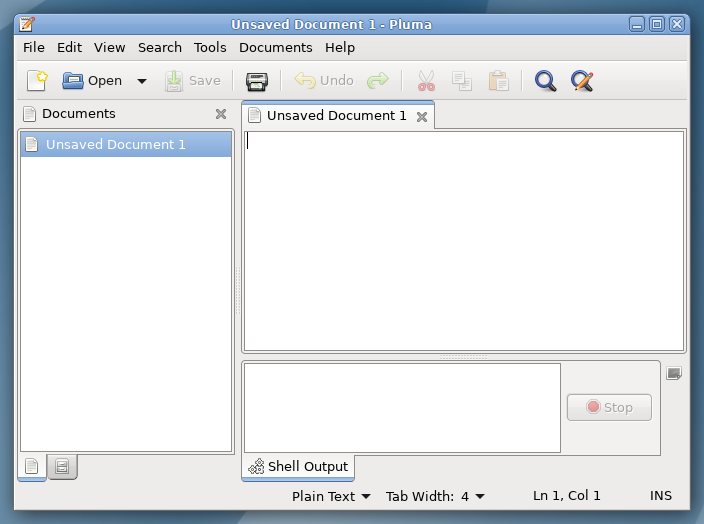 Unsaved Document 1 - Pluma
File Edit View Search Tools Documents Help
Open Save Undo
Documents
Unsaved Document 1
Unsaved Document 1
Stop
Shell Output
Plain Text Tab Width: 4 Ln 1, Col 1 INS